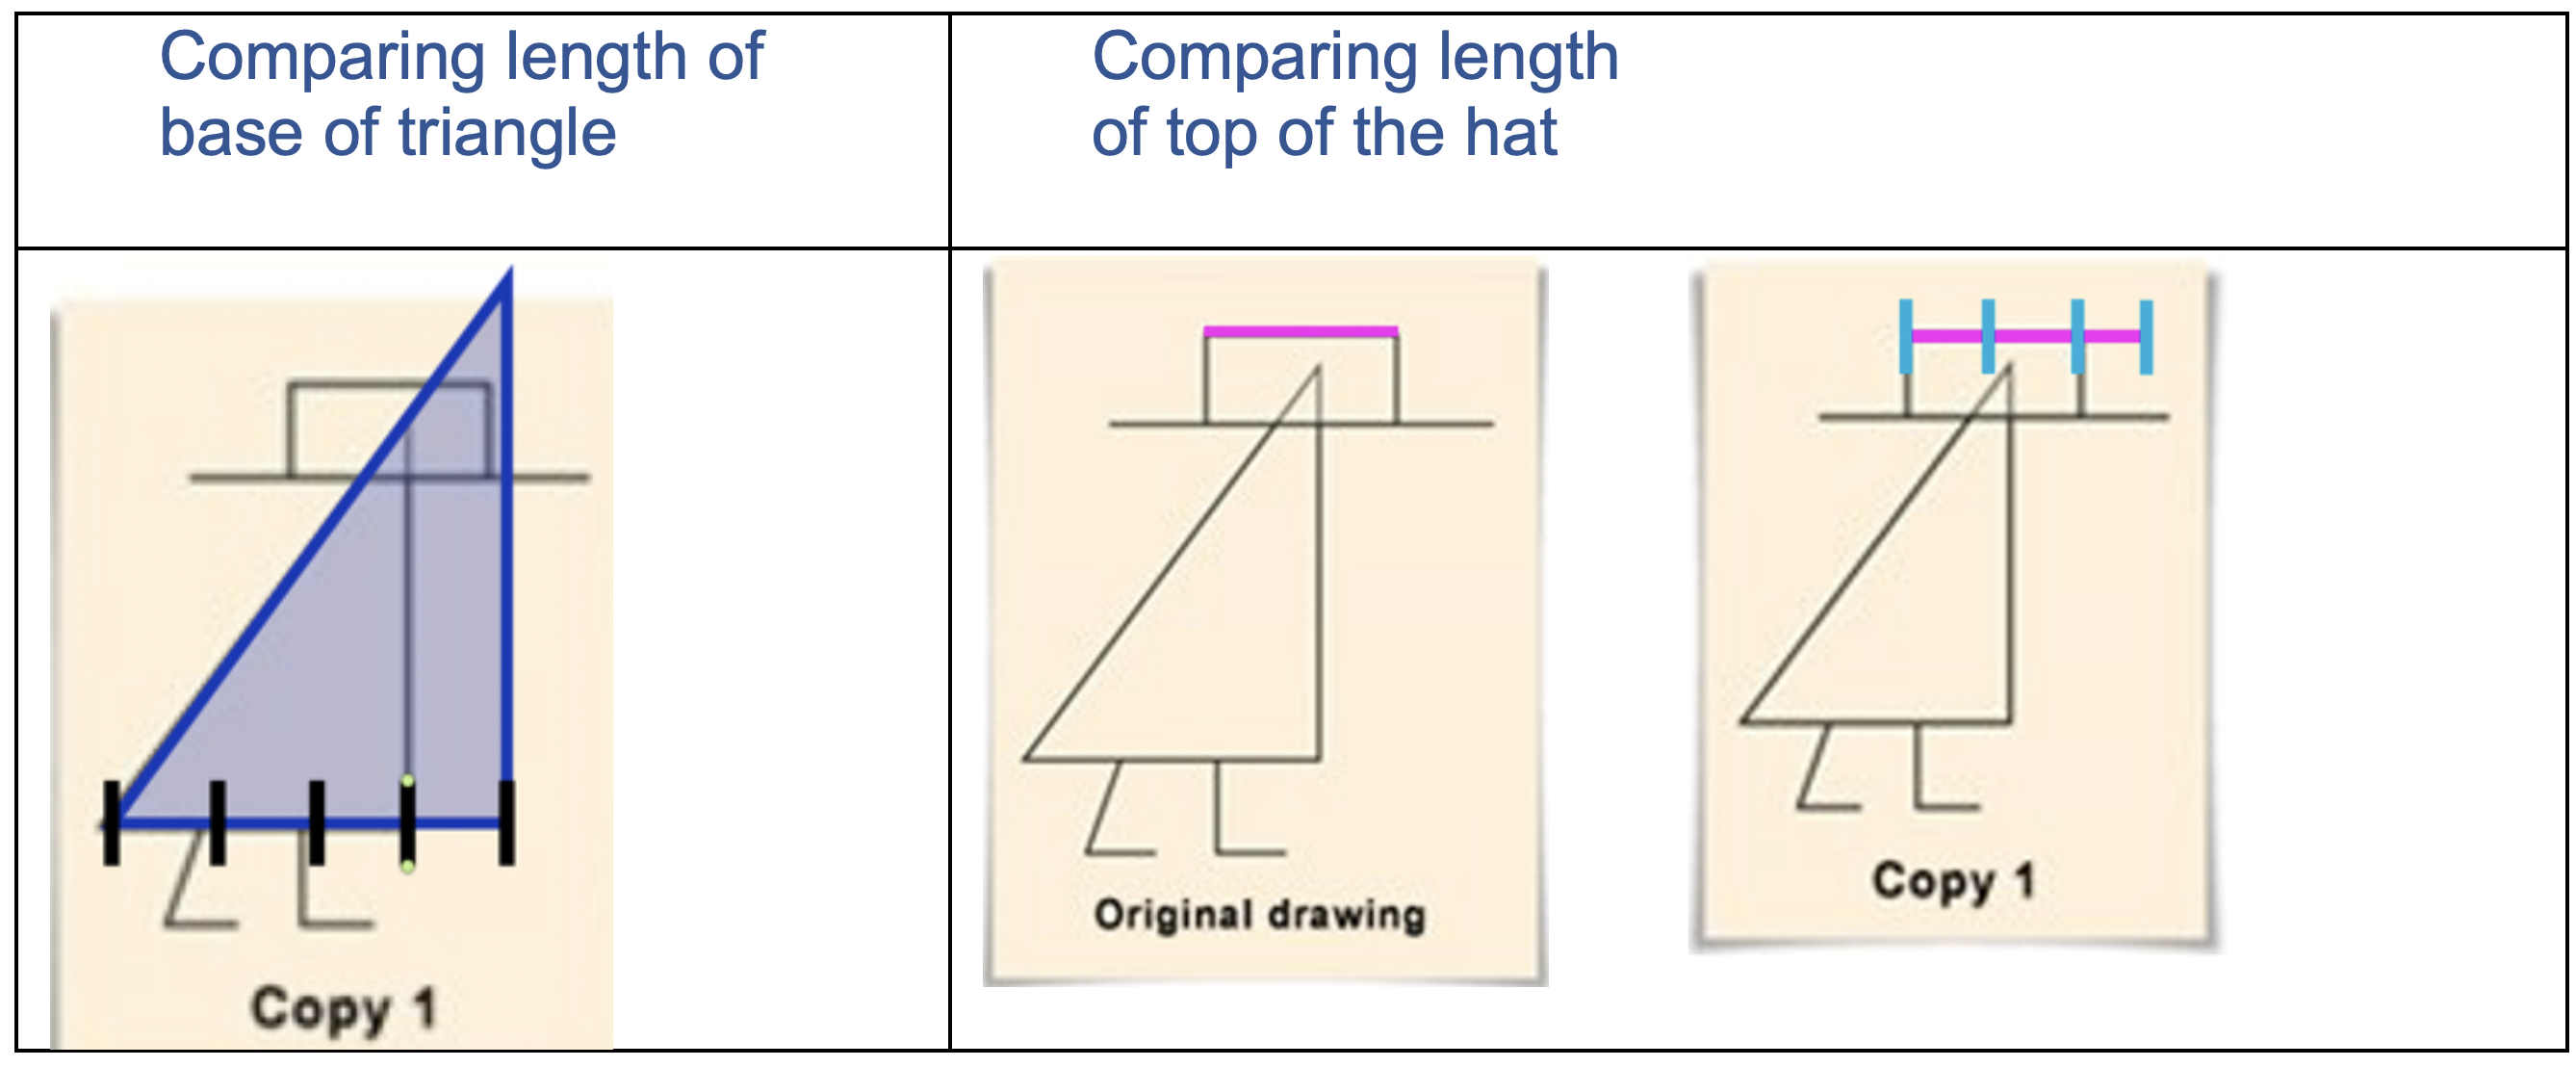 Comparing length of
base of triangle
Comparing length
of top of the hat
Copy 1
Original drawing
Copy 1